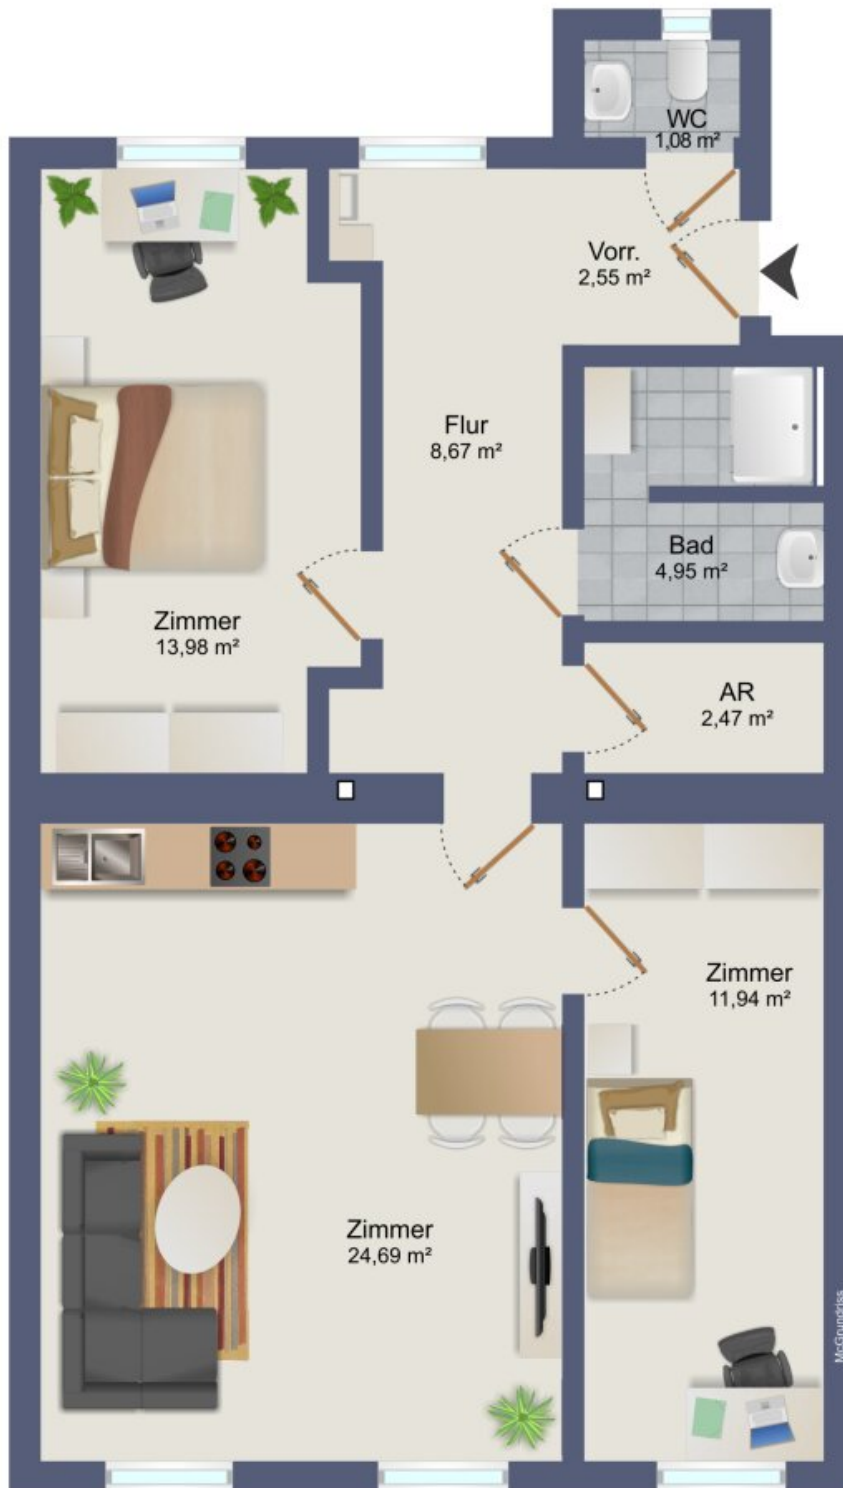 WC
1,08 m²
Vorr.
2,55 m²
Flur
8,67 m²
Bad
4,95 m²
Zimmer
13,98 m²
AR
2,47 m²
Zimmer
11,94 m²
Zimmer
24,69 m²
McGrundriss